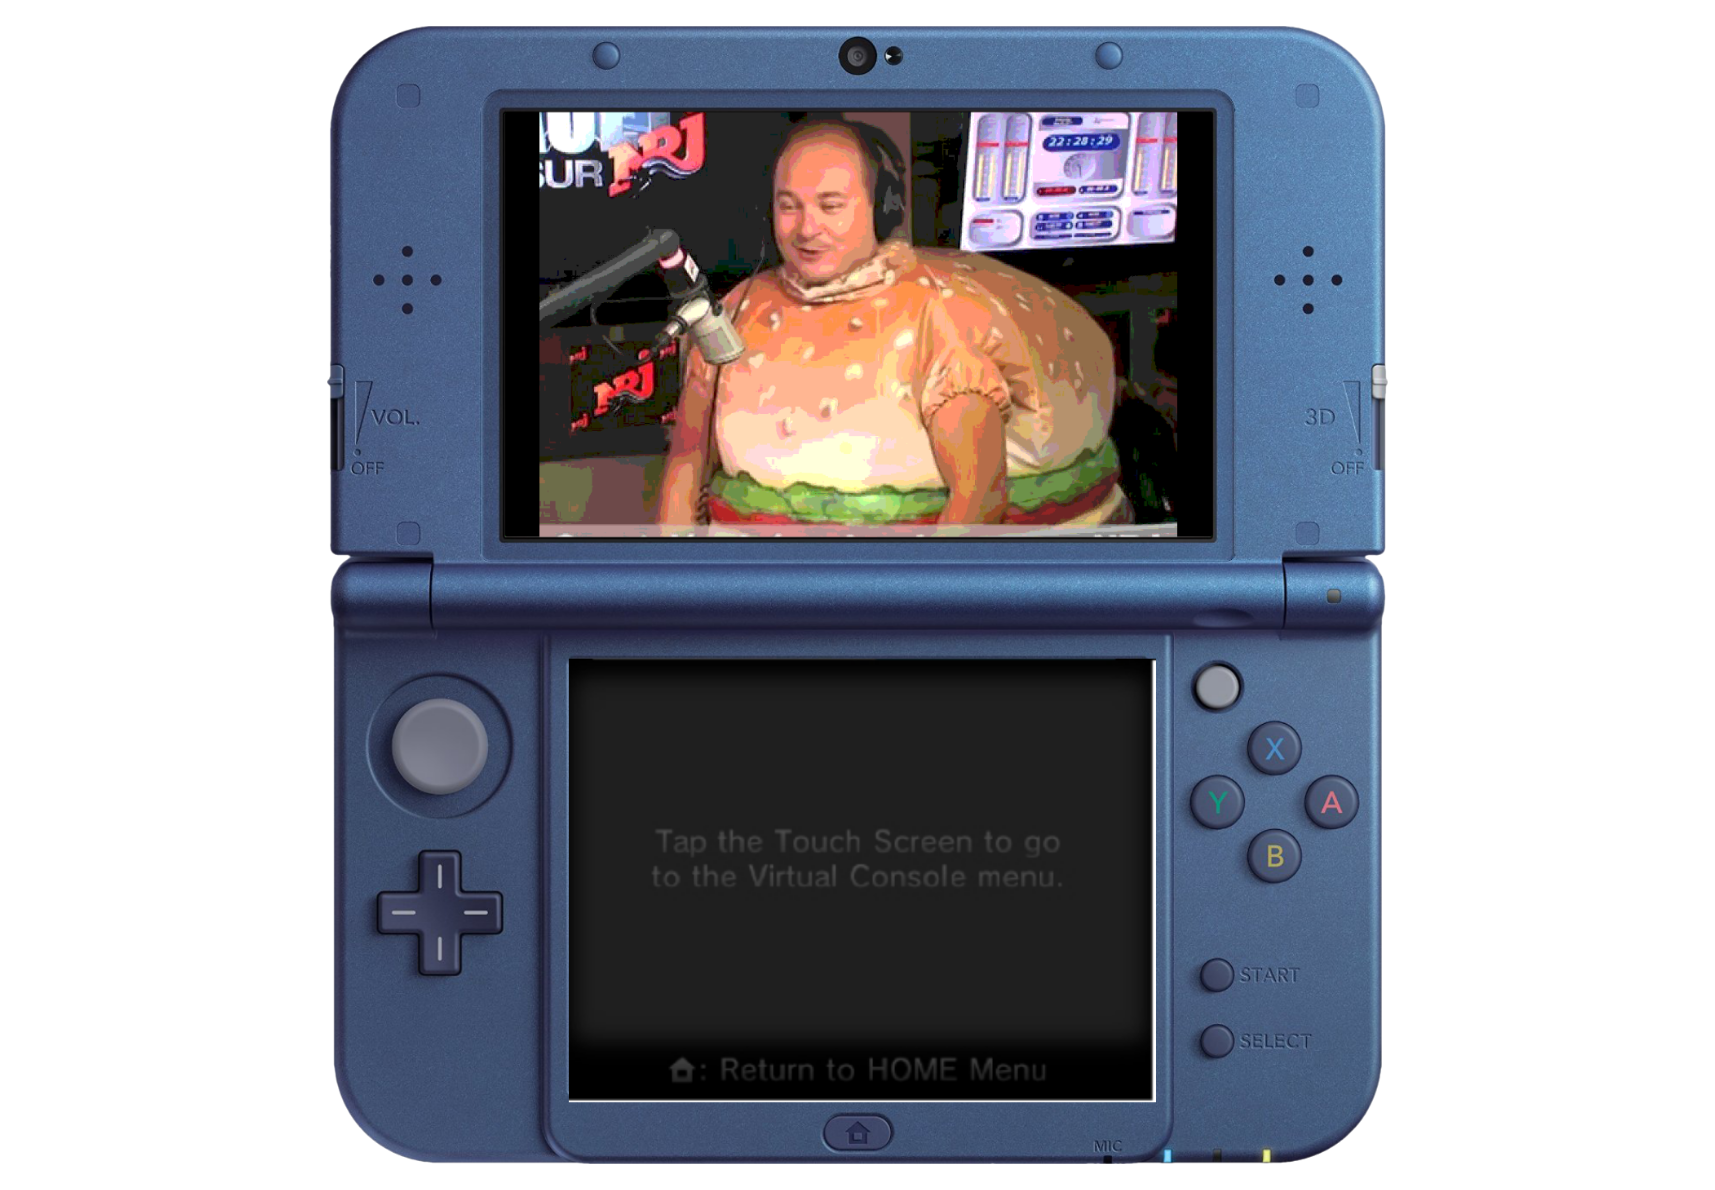 SUR NRJ
22:28:29
NRJ
VOL.
OFF
3D
OFF
Tap the Touch Screen to go
to the Virtual Console menu.
: Return to HOME Menu
X
Y
A
B
START
SELECT
MIC